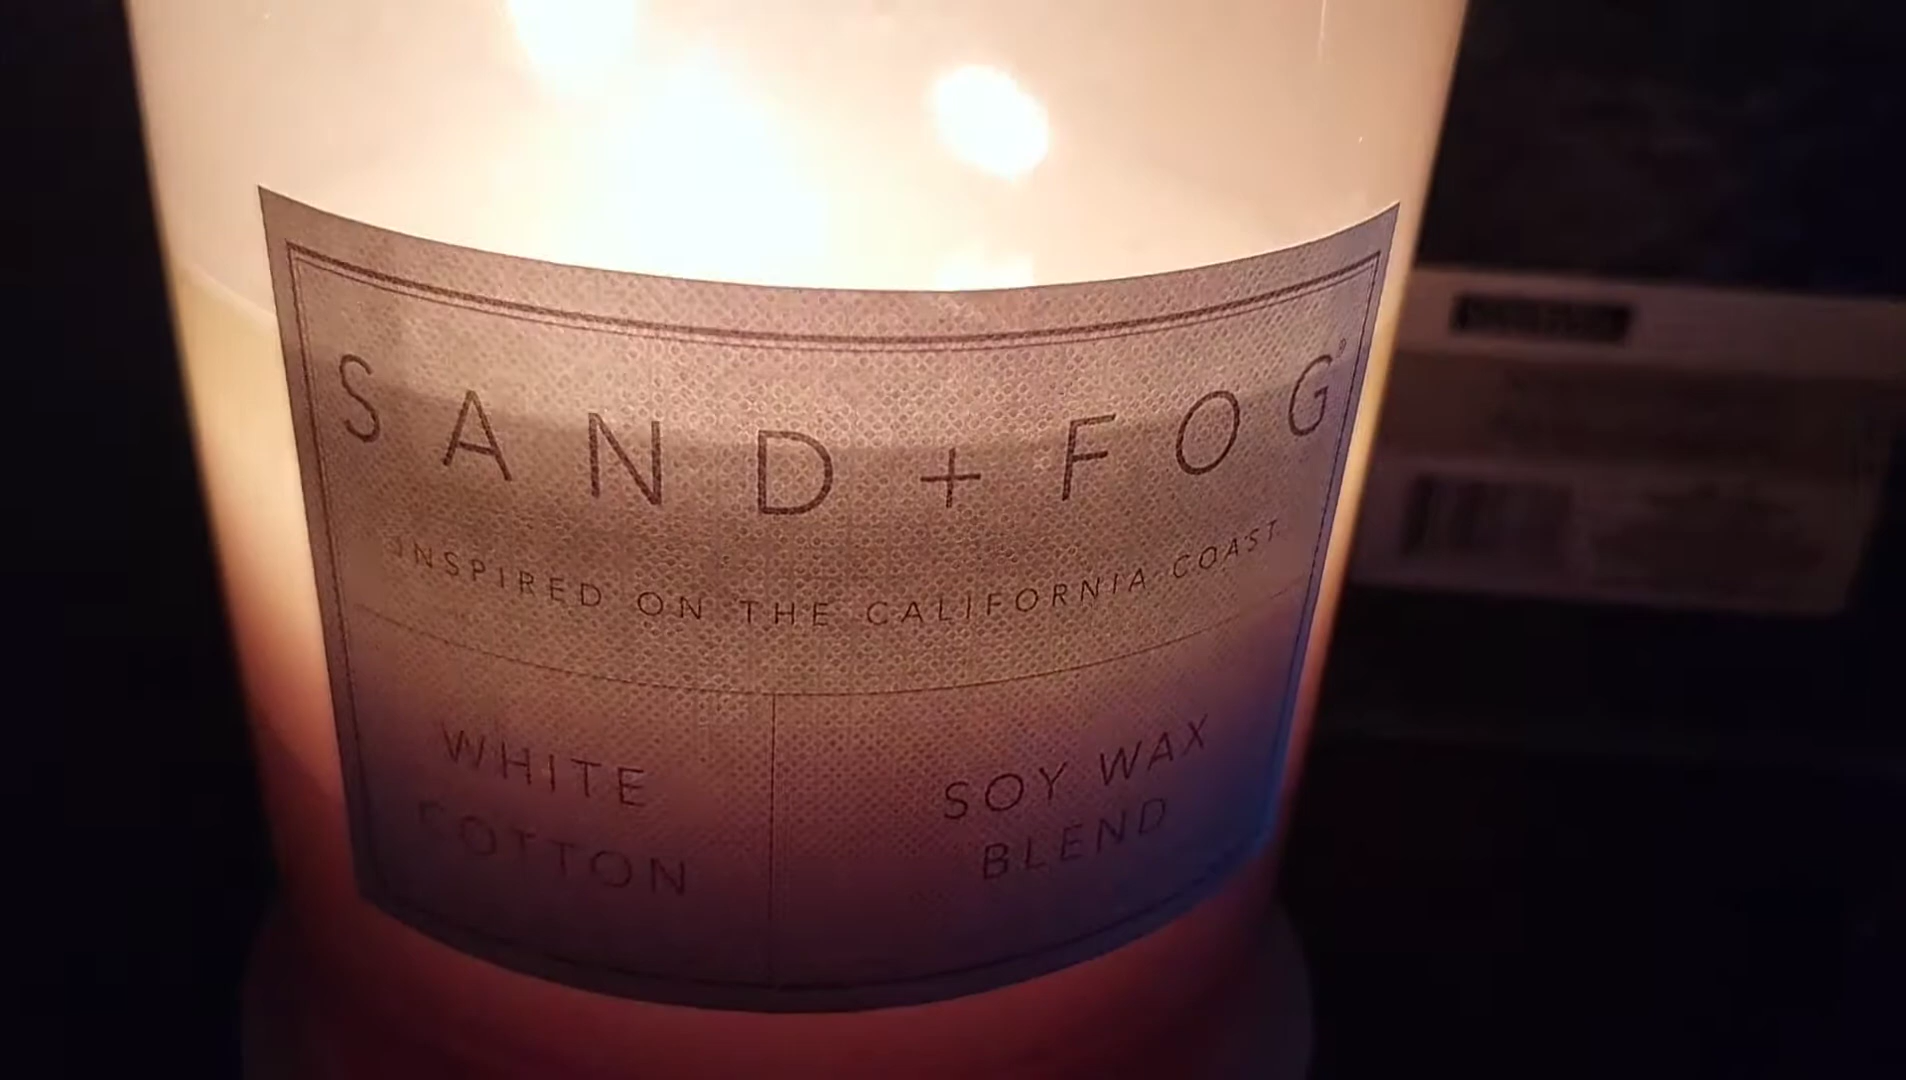 SAND + FOG®
INSPIRED ON THE CALIFORNIA COAST.
WHITE
COTTON
SOY WAX
BLEND